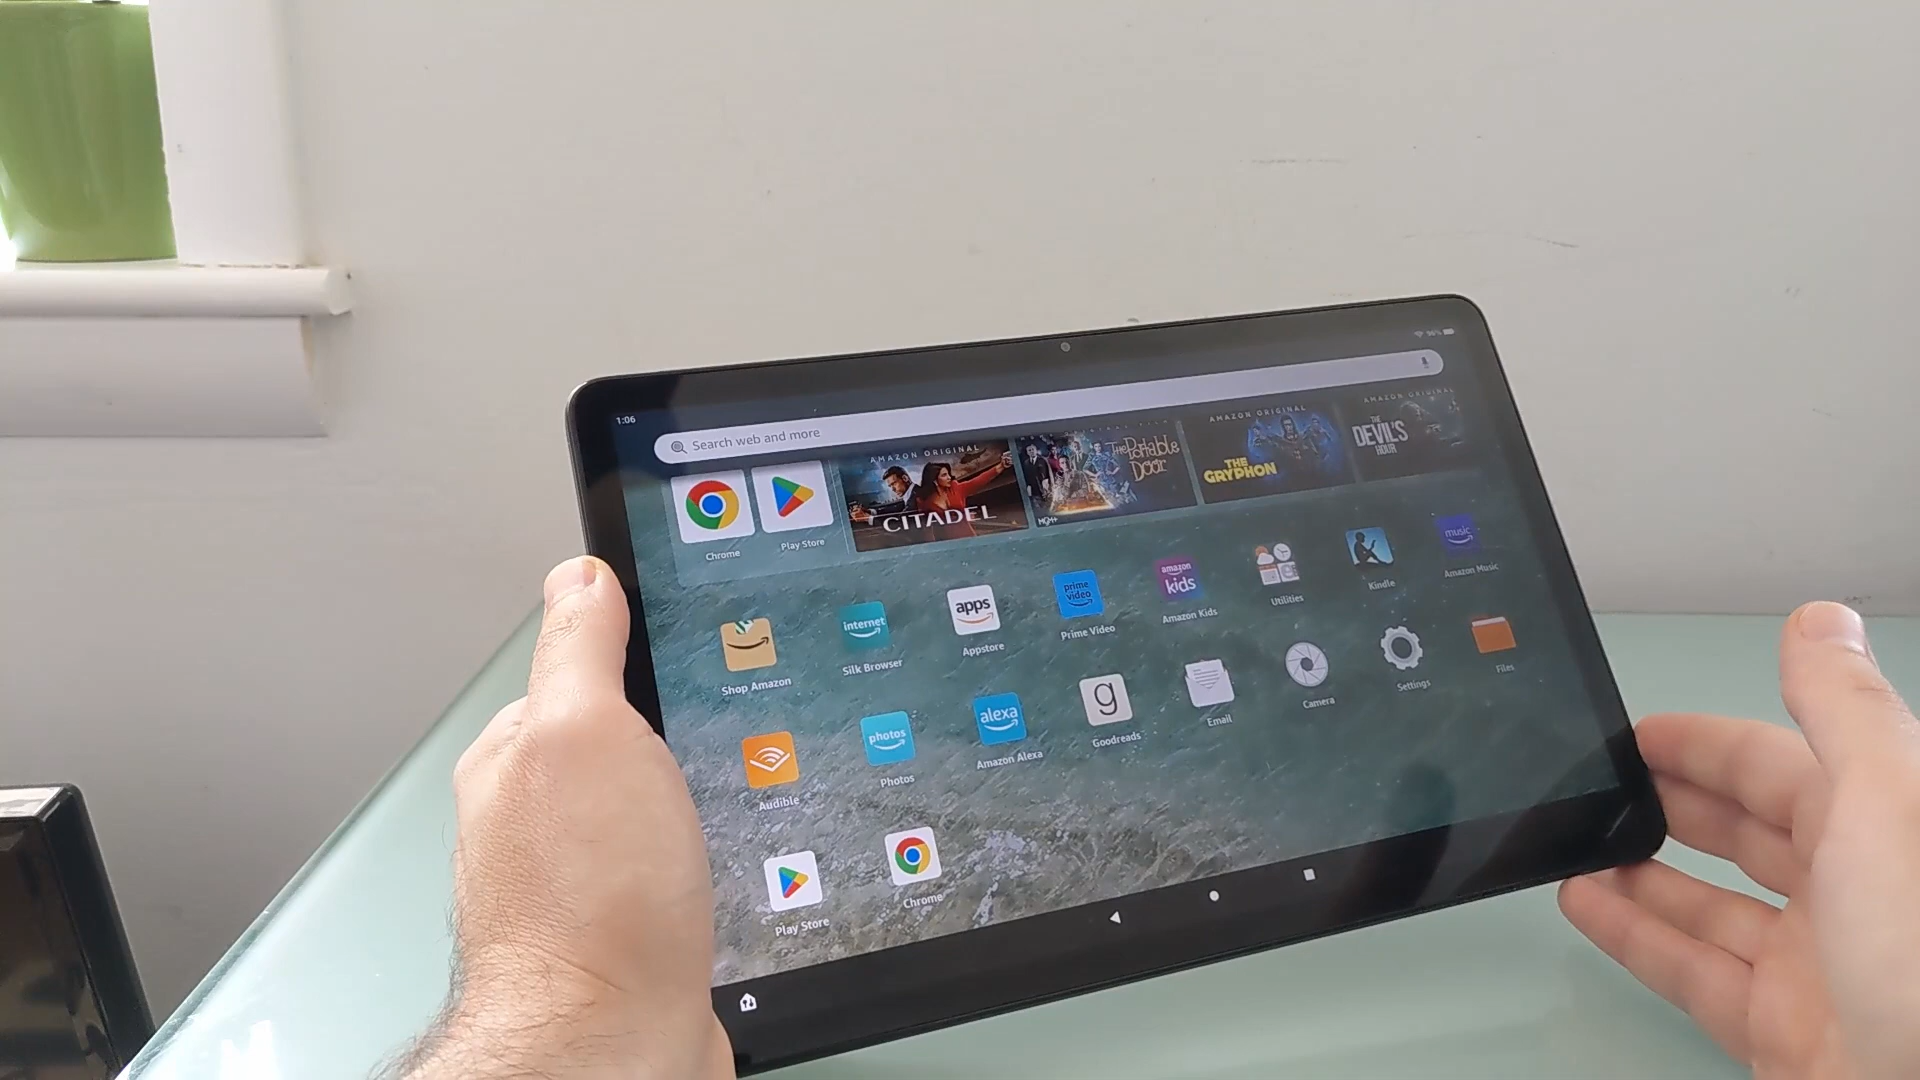 1:06
96%
Search web and more
Chrome
Play Store
AMAZON ORIGINAL
CITADEL
The Portable Door
MGM+
AMAZON ORIGINAL
THE GRYPHON
AMAZON ORIGINAL
THE DEVIL'S HOUR
internet
apps
prime video
amazon kids
music
Shop Amazon
Silk Browser
Appstore
Prime Video
Amazon Kids
Utilities
Kindle
Amazon Music
photos
alexa
g
Audible
Photos
Amazon Alexa
Goodreads
Email
Camera
Settings
Files
Play Store
Chrome